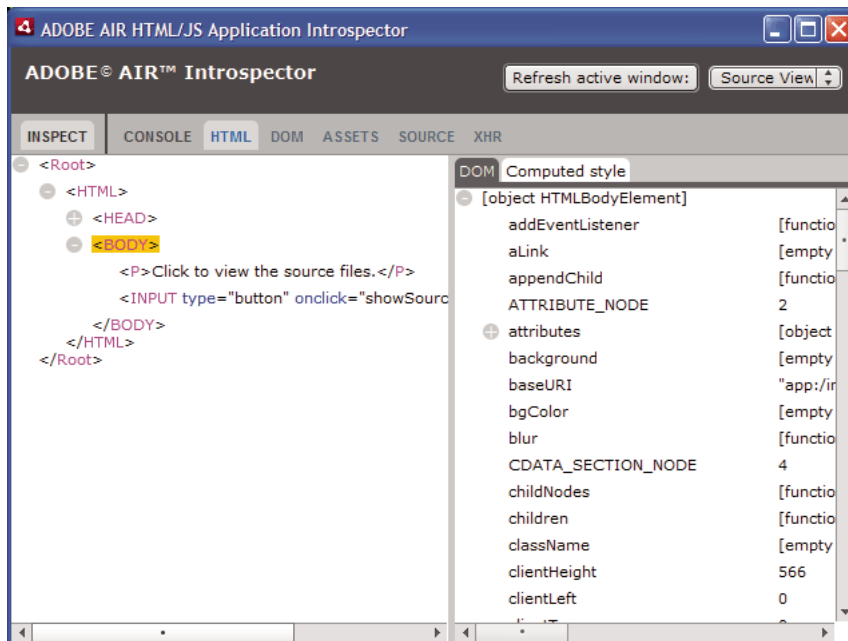 ADOBE AIR HTML/JS Application Introspector
ADOBE© AIR™ Introspector
Refresh active window:
Source View
INSPECT CONSOLE HTML DOM ASSETS SOURCE XHR
<Root>
<HTML>
<HEAD>
<BODY>
<P>Click to view the source files.</P>
<INPUT type="button" onclick="showSourc
</BODY>
</HTML>
</Root>
DOM Computed style
[object HTMLBodyElement]
addEventListener [functio
aLink [empty
appendChild [functio
ATTRIBUTE_NODE 2
attributes [object
background [empty
baseURI "app:/in
bgColor [empty
blur [functio
CDATA_SECTION_NODE 4
childNodes [functio
children [functio
className [empty
clientHeight 566
clientLeft 0